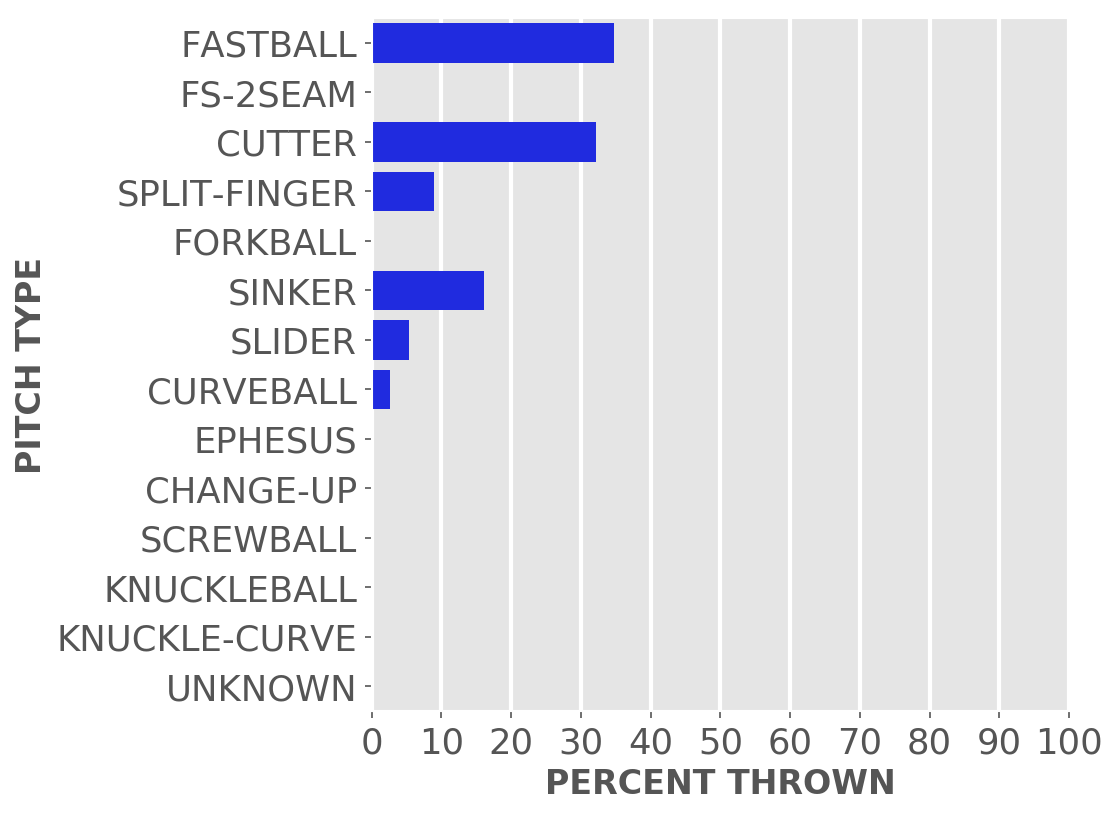 FASTBALL
FS-2SEAM
CUTTER
SPLIT-FINGER
FORKBALL
SINKER
SLIDER
CURVEBALL
EPHESUS
CHANGE-UP
SCREWBALL
KNUCKLEBALL
KNUCKLE-CURVE
UNKNOWN
PITCH TYPE
0 10 20 30 40 50 60 70 80 90 100
PERCENT THROWN